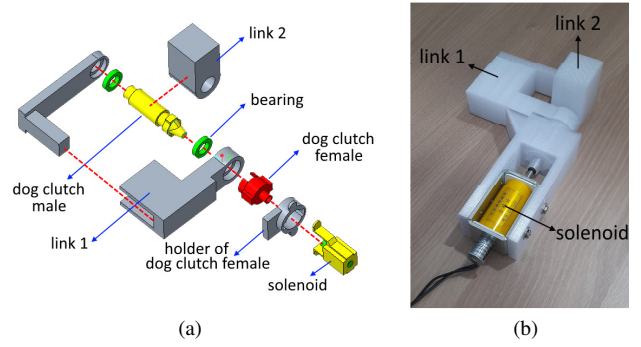 link 2
bearing
dog clutch
female
dog clutch
male
link 1
holder of
dog clutch female
solenoid
(a)
link 2
link 1
solenoid
(b)